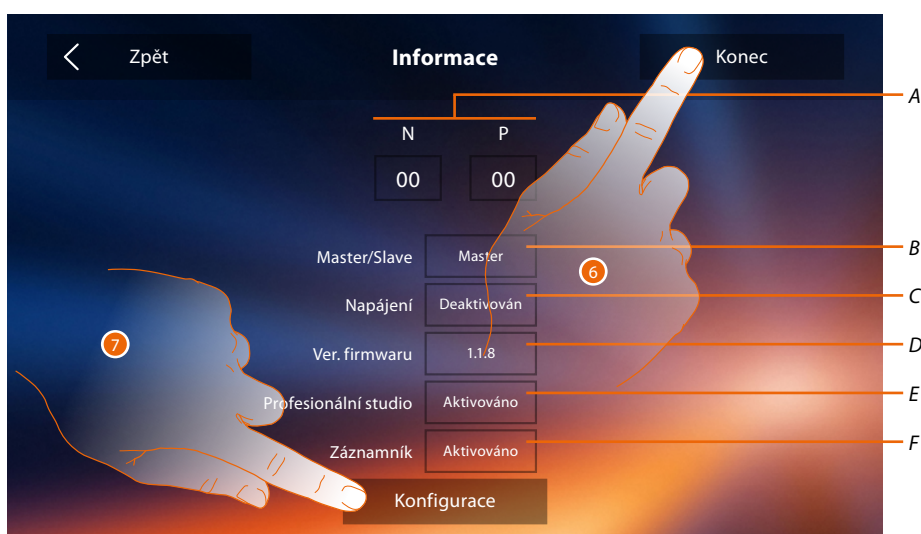 Zpět
Informace
Konec
A
N P
00 00
Master/Slave Master
B
6
Napájení Deaktivován
C
7
Ver. firmwaru 1.1.8
D
Profesionální studio Aktivováno
E
Záznamník Aktivováno
F
Konfigurace